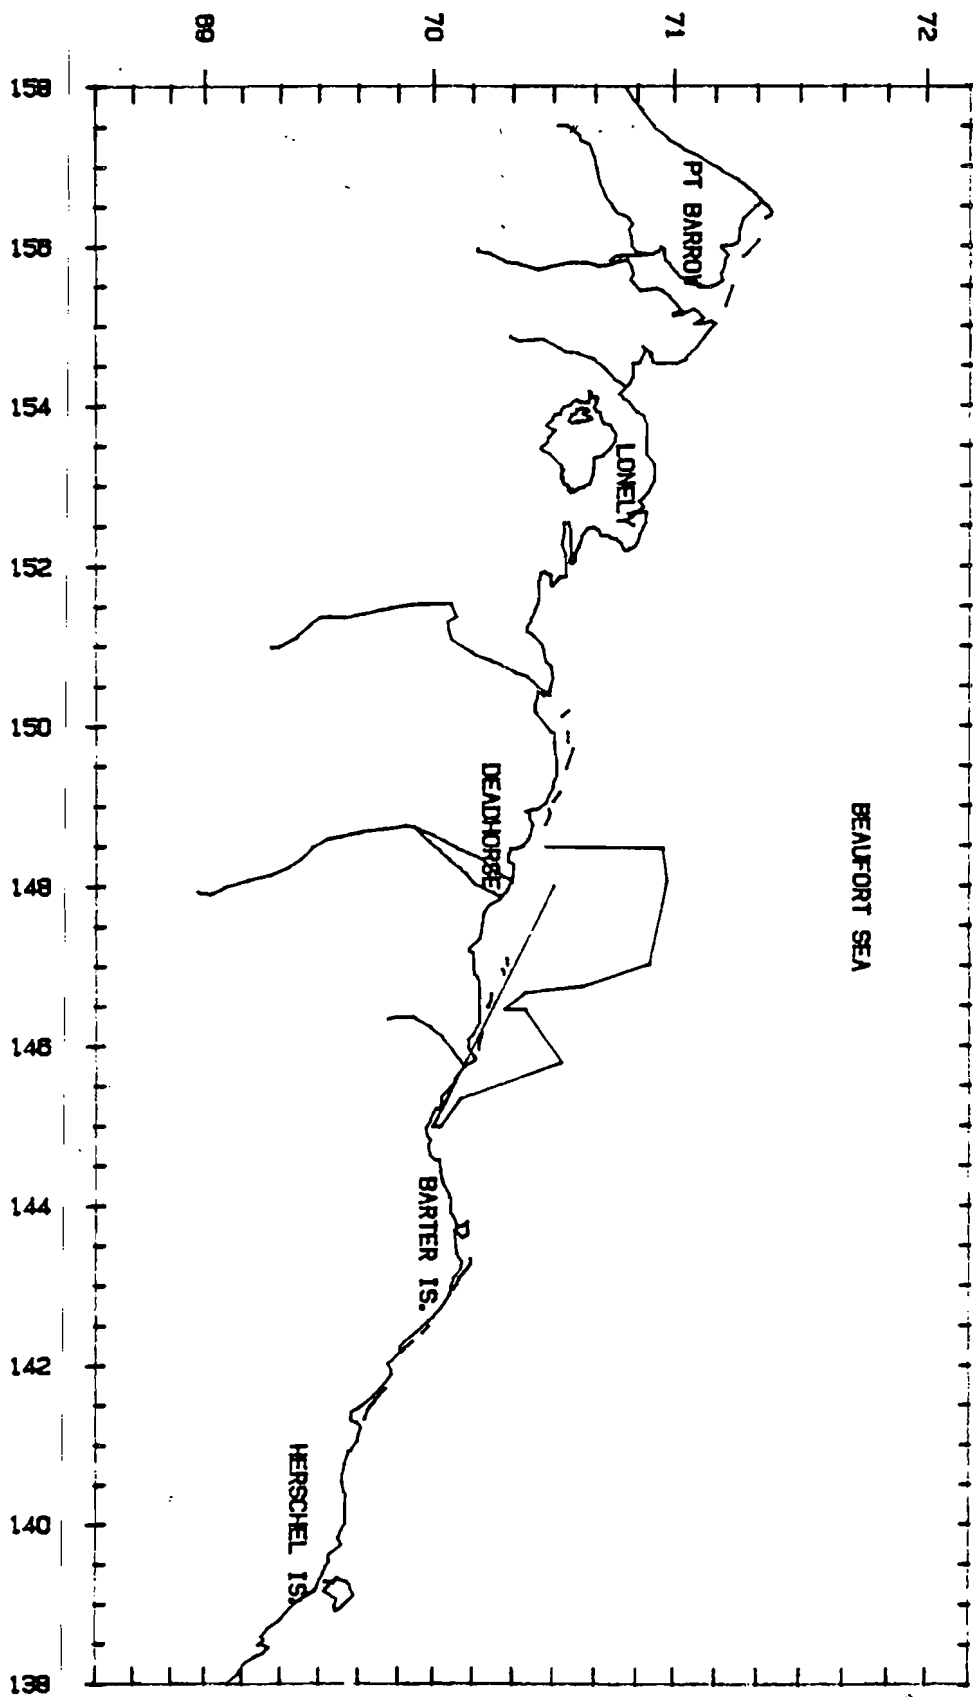 72
71
70
69
158
156
154
152
150
148
146
144
142
140
138
BEAUFORT SEA
PT BARROW
LONELY
DEADHORSE
BARTER IS.
HERSCHEL IS.